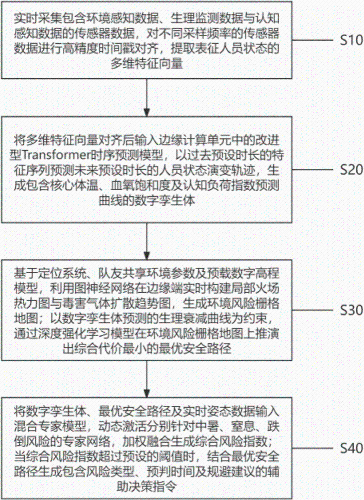 实时采集包含环境感知数据、生理监测数据与认知
感知数据的传感器数据，对不同采样频率的传感器
数据进行高精度时间戳对齐，提取表征人员状态的
多维特征向量
S10
将多维特征向量对齐后输入边缘计算单元中的改进
型Transformer时序预测模型，以过去预设时长的特
征序列预测未来预设时长的人员状态演变轨迹，生
成包含核心体温、血氧饱和度及认知负荷指数预测
曲线的数字孪生体
S20
基于定位系统、队友共享环境参数及预载数字高程
模型，利用图神经网络在边缘端实时构建局部火场
热力图与毒害气体扩散趋势图，生成环境风险栅格
地图；以数字孪生体预测的生理衰减曲线为约束，
通过深度强化学习模型在环境风险栅格地图上推演
出综合代价最小的最优安全路径
S30
将数字孪生体、最优安全路径及实时姿态数据输入
混合专家模型，动态激活分别针对中暑、窒息、跌
倒风险的专家网络，加权融合生成综合风险指数；
当综合风险指数超过预设的阈值时，结合最优安全
路径生成包含风险类型、预判时间及规避建议的辅
助决策指令
S40